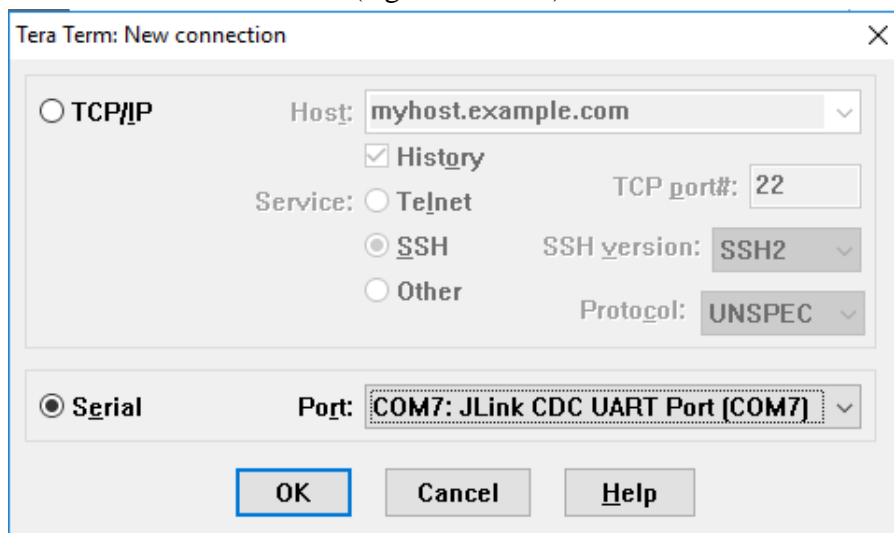 Tera Term: New connection
TCP/IP Host: myhost.example.com
History
Service: Telnet TCP port#: 22
SSH SSH version: SSH2
Other Protocol: UNSPEC
Serial Port: COM7: JLink CDC UART Port (COM7)
OK Cancel Help